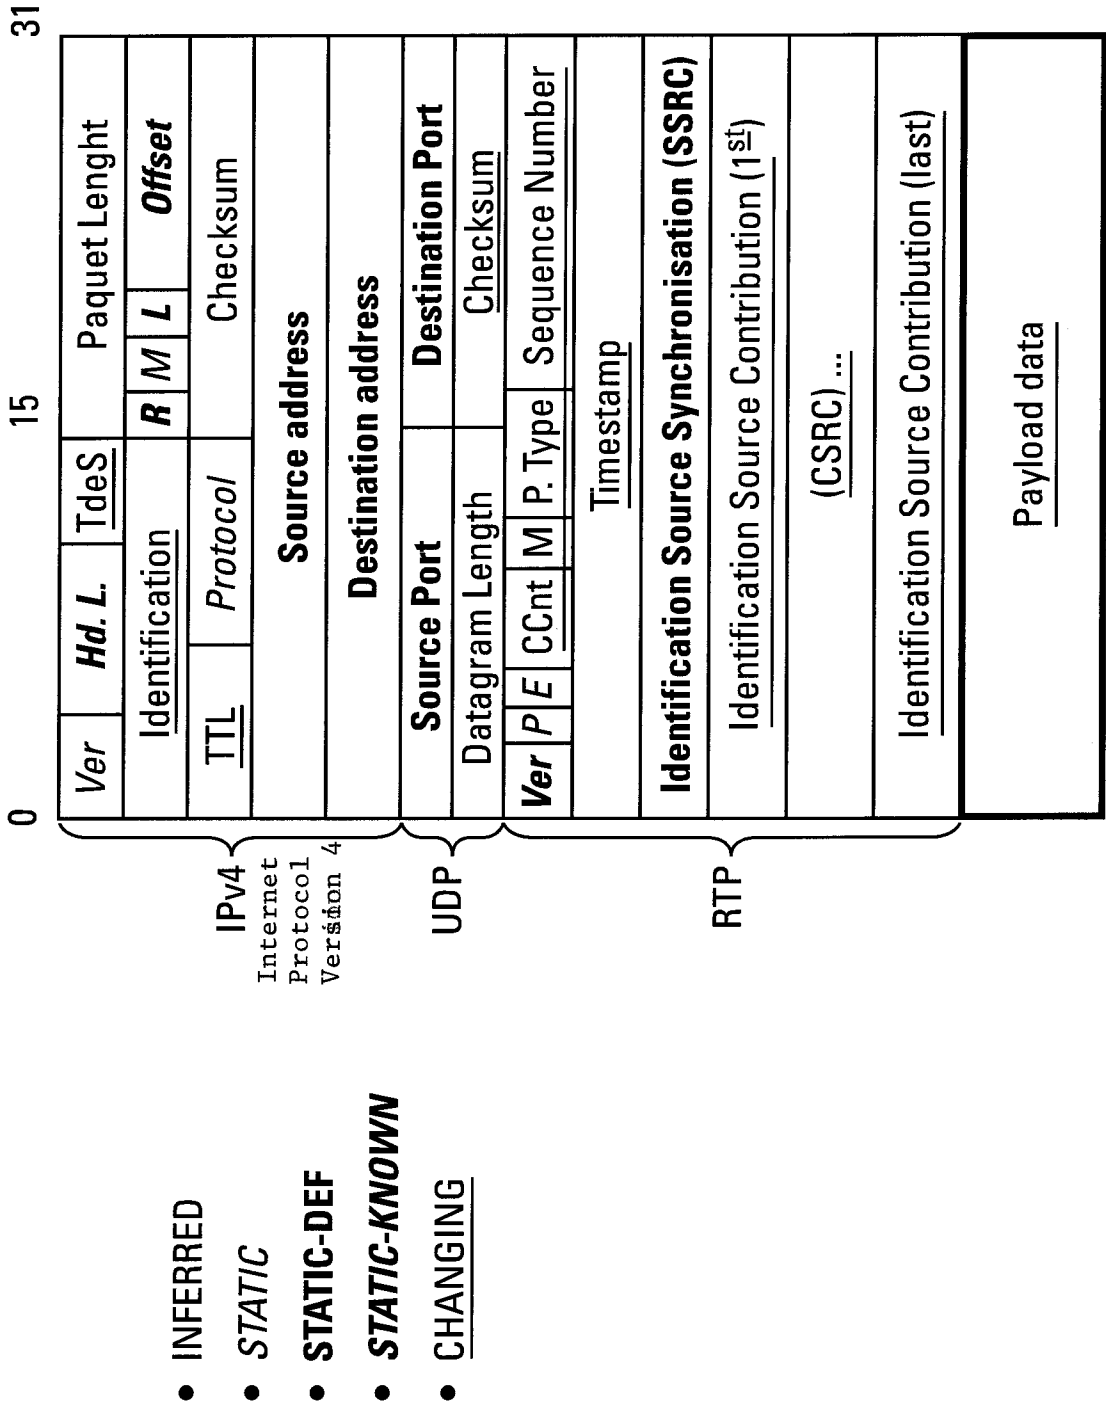 0 15 31
Ver Hd. L. TdeS Paquet Lenght
Identification R M L Offset
TTL Protocol Checksum
Source address
Destination address
IPv4
Internet
Protocol
Version 4
Source Port Destination Port
Datagram Length Checksum
UDP
Ver P E CCnt M P. Type Sequence Number
Timestamp
Identification Source Synchronisation (SSRC)
Identification Source Contribution (1st)
(CSRC) ...
Identification Source Contribution (last)
RTP
Payload data
• INFERRED
• STATIC
• STATIC-DEF
• STATIC-KNOWN
• CHANGING